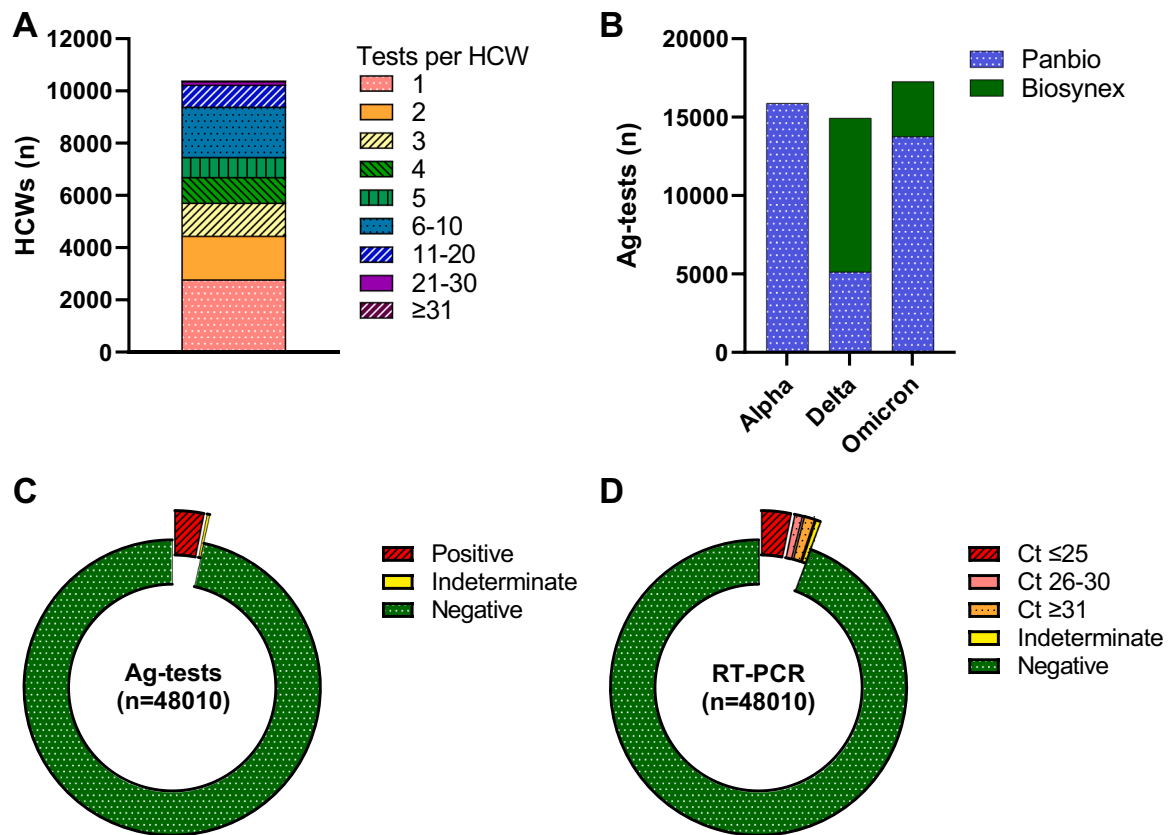 A
HCWs (n)
12000
10000
8000
6000
4000
2000
0
Tests per HCW
1
2
3
4
5
6-10
11-20
21-30
≥31
B
Ag-tests (n)
20000
15000
10000
5000
0
Alpha
Delta
Omicron
Panbio
Biosynex
C
Ag-tests
(n=48010)
Positive
Indeterminate
Negative
D
RT-PCR
(n=48010)
Ct ≤25
Ct 26-30
Ct ≥31
Indeterminate
Negative